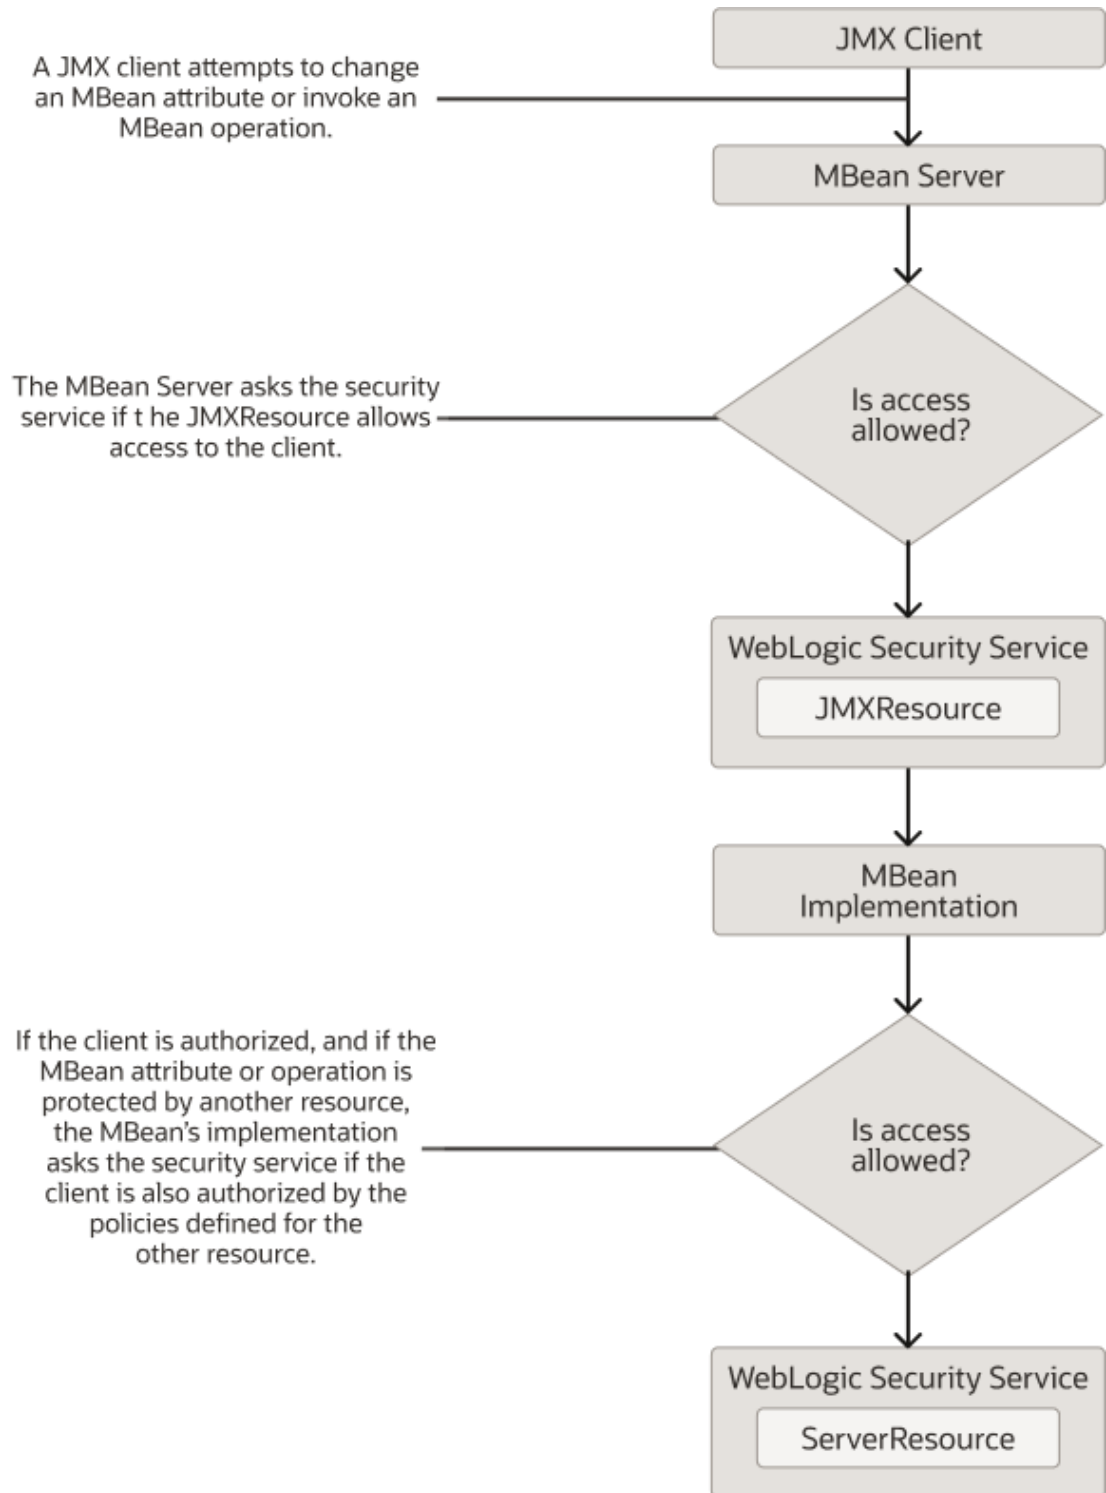 JMX Client
A JMX client attempts to change
an MBean attribute or invoke an
MBean operation.
MBean Server
The MBean Server asks the security
service if t he JMXResource allows
access to the client.
Is access
allowed?
WebLogic Security Service
JMXResource
MBean
Implementation
If the client is authorized, and if the
MBean attribute or operation is
protected by another resource,
the MBean's implementation
asks the security service if the
client is also authorized by the
policies defined for the
other resource.
Is access
allowed?
WebLogic Security Service
ServerResource